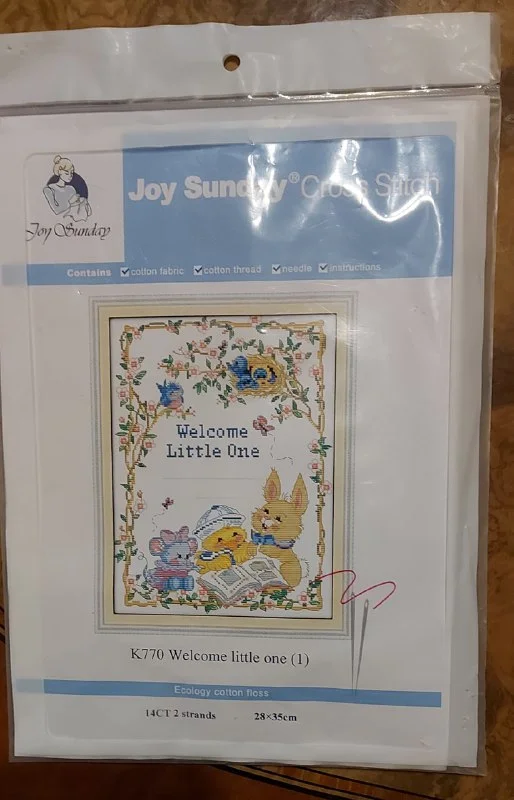 Joy Sunday® Cross Stitch
Joy Sunday
Contains cotton fabric cotton thread needle instructions
Welcome
Little One
K770 Welcome little one (1)
Ecology cotton floss
14CT 2 strands . 28×35cm